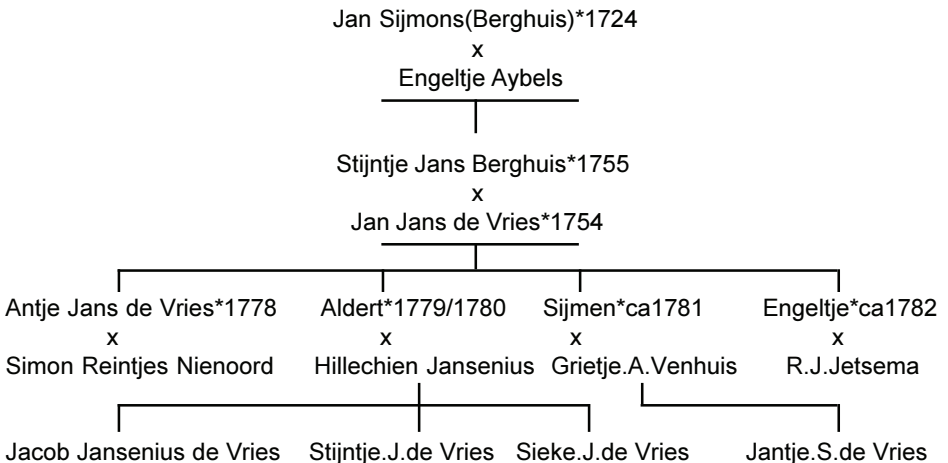 Jan Sijmons(Berghuis)*1724
x
Engeltje Aybels
Stijntje Jans Berghuis*1755
x
Jan Jans de Vries*1754
Antje Jans de Vries*1778 Aldert*1779/1780 Sijmen*ca1781 Engeltje*ca1782
x x x x
Simon Reintjes Nienoord Hillechien Jansenius Grietje.A.Venhuis R.J.Jetsema
Jacob Jansenius de Vries Stijntje.J.de Vries Sieke.J.de Vries Jantje.S.de Vries